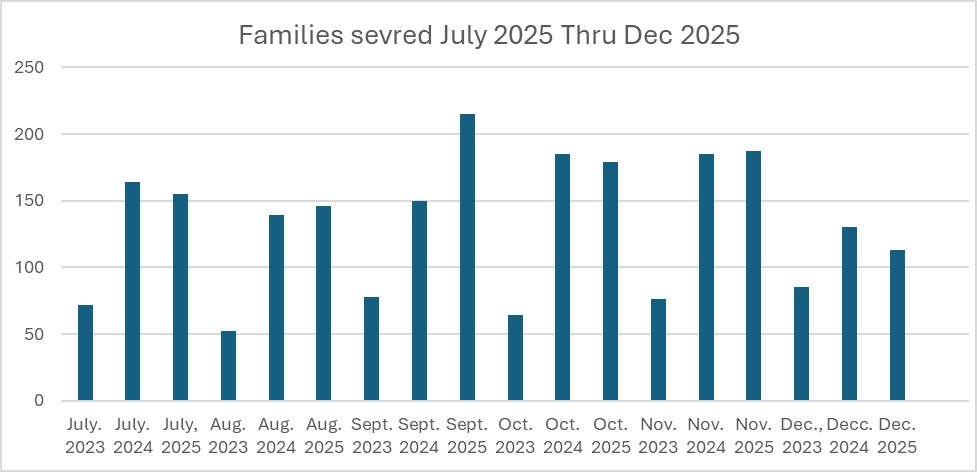 Families sevred July 2025 Thru Dec 2025
250
200
150
100
50
0
July. July. July, Aug. Aug. Aug. Sept. Sept. Sept. Oct. Oct. Oct. Nov. Nov. Nov. Dec., Decc. Dec.
2023 2024 2025 2023 2024 2025 2023 2024 2025 2023 2024 2025 2023 2024 2025 2023 2024 2025